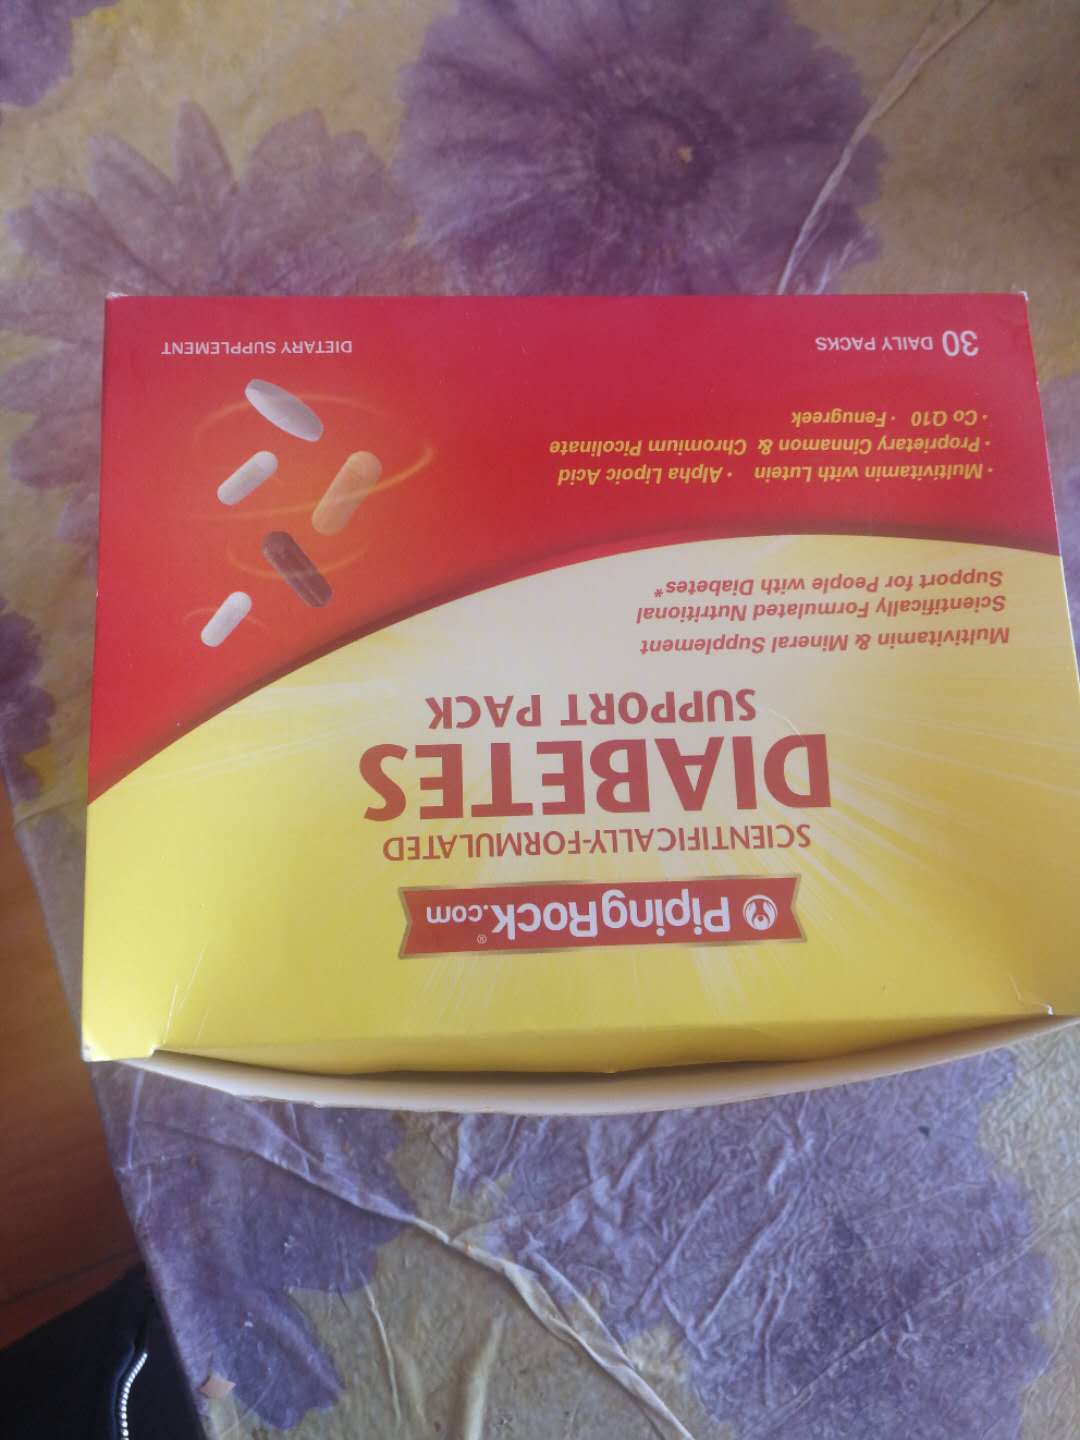 PipingRock.com®
SCIENTIFICALLY-FORMULATED
DIABETES
SUPPORT PACK
Multivitamin & Mineral Supplement
Scientifically Formulated Nutritional
Support for People with Diabetes*
· Multivitamin with Lutein · Alpha Lipoic Acid
· Proprietary Cinnamon & Chromium Picolinate
· Co Q10 · Fenugreek
30 DAILY PACKS
DIETARY SUPPLEMENT